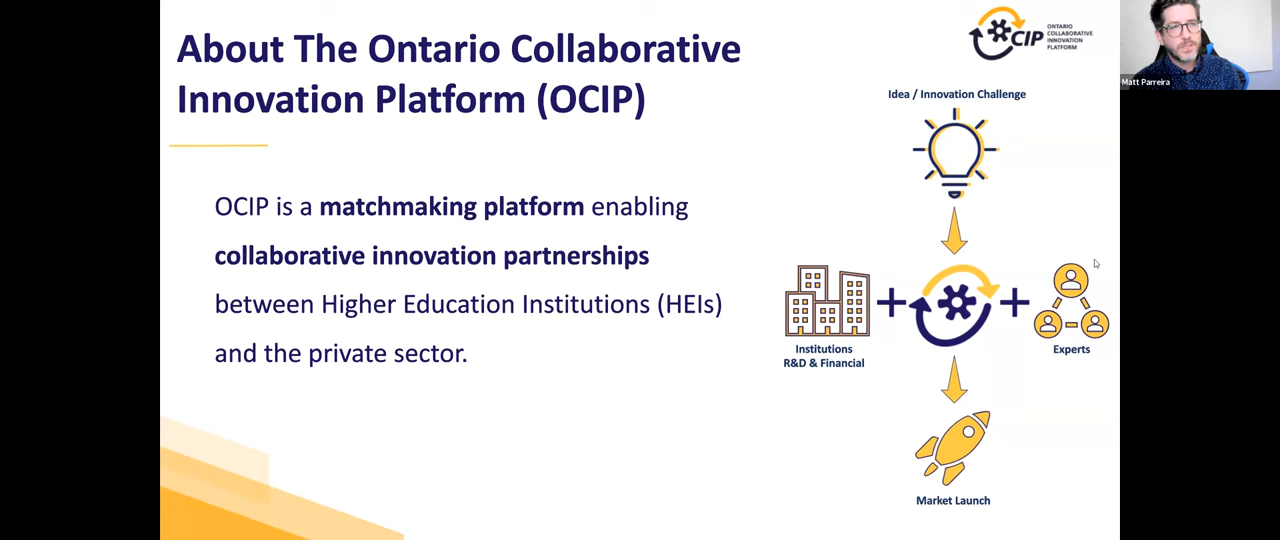 About The Ontario Collaborative
Innovation Platform (OCIP)
OCIP is a matchmaking platform enabling
collaborative innovation partnerships
between Higher Education Institutions (HEIs)
and the private sector.
CIP
ONTARIO
COLLABORATIVE
INNOVATION
PLATFORM
Idea / Innovation Challenge
Institutions
R&D & Financial
Experts
Market Launch
Matt Parreira